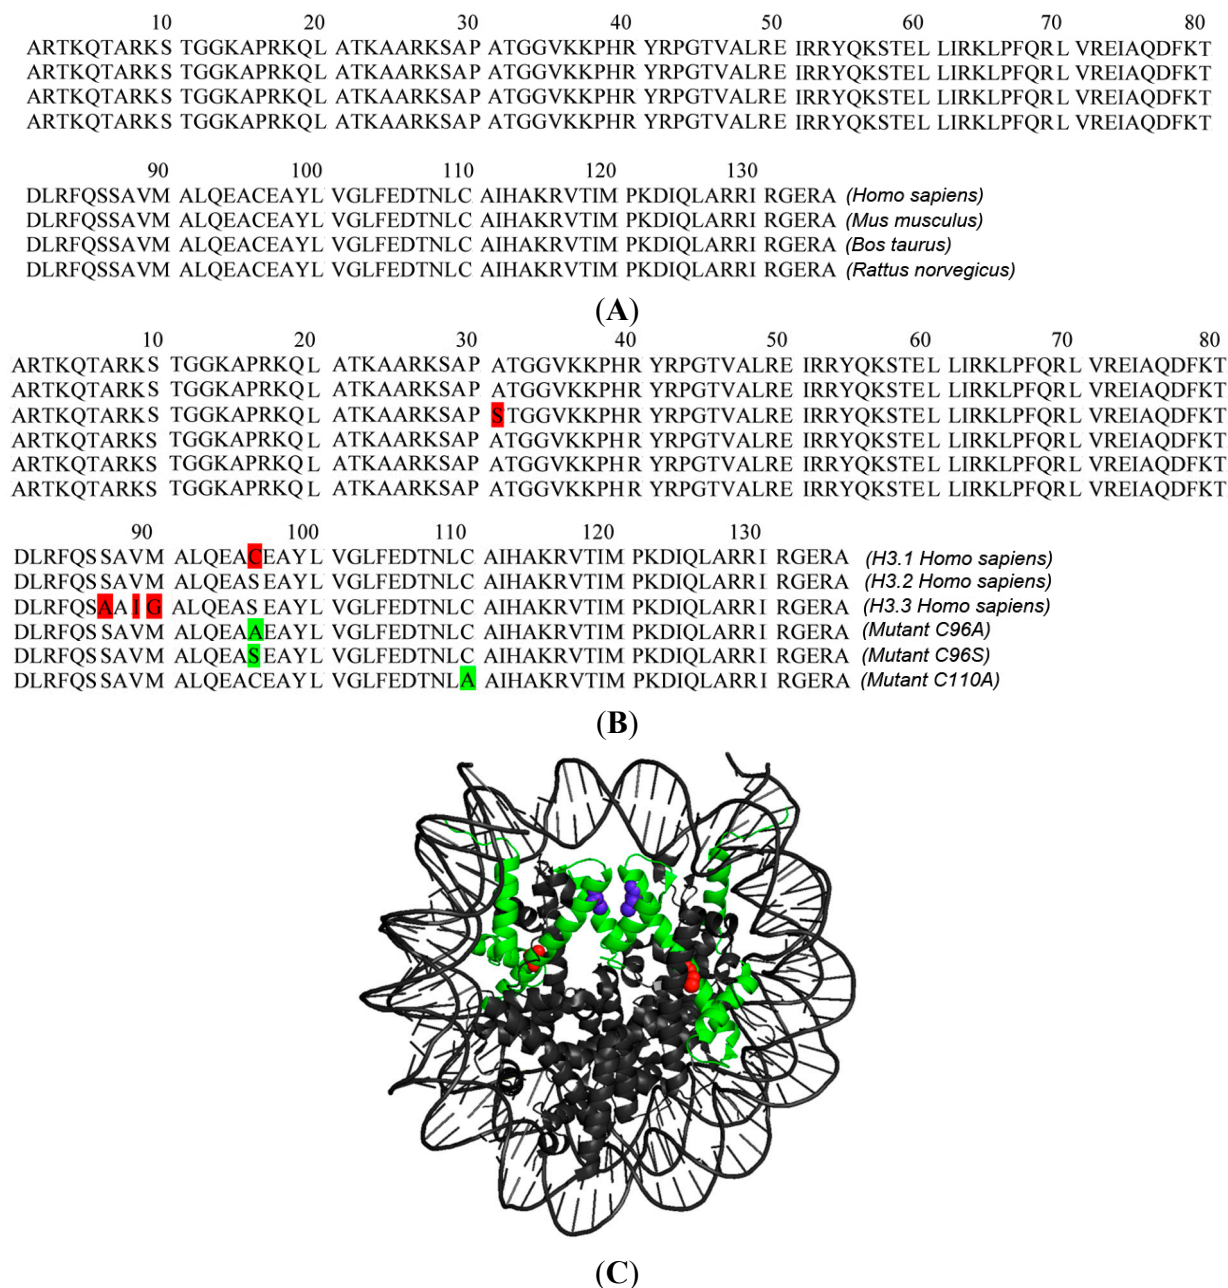 10 20 30 40 50 60 70 80
ARTKQTARKS TGGKAPRKQL ATKAARKSAP ATGGVKKPHR YRPGTVALRE IRRYQKSTEL LIRKLPFQRL VREIAQDFKT
ARTKQTARKS TGGKAPRKQL ATKAARKSAP ATGGVKKPHR YRPGTVALRE IRRYQKSTEL LIRKLPFQRL VREIAQDFKT
ARTKQTARKS TGGKAPRKQL ATKAARKSAP ATGGVKKPHR YRPGTVALRE IRRYQKSTEL LIRKLPFQRL VREIAQDFKT
ARTKQTARKS TGGKAPRKQL ATKAARKSAP ATGGVKKPHR YRPGTVALRE IRRYQKSTEL LIRKLPFQRL VREIAQDFKT
90 100 110 120 130
DLRFQSSAVM ALQEACEAYL VGLFEDTNLC AIHAKRVTIM PKDIQLARRI RGERA (Homo sapiens)
DLRFQSSAVM ALQEACEAYL VGLFEDTNLC AIHAKRVTIM PKDIQLARRI RGERA (Mus musculus)
DLRFQSSAVM ALQEACEAYL VGLFEDTNLC AIHAKRVTIM PKDIQLARRI RGERA (Bos taurus)
DLRFQSSAVM ALQEACEAYL VGLFEDTNLC AIHAKRVTIM PKDIQLARRI RGERA (Rattus norvegicus)
(A)
10 20 30 40 50 60 70 80
ARTKQTARKS TGGKAPRKQL ATKAARKSAP ATGGVKKPHR YRPGTVALRE IRRYQKSTEL LIRKLPFQRL VREIAQDFKT
ARTKQTARKS TGGKAPRKQL ATKAARKSAP ATGGVKKPHR YRPGTVALRE IRRYQKSTEL LIRKLPFQRL VREIAQDFKT
ARTKQTARKS TGGKAPRKQL ATKAARKSAP STGGVKKPHR YRPGTVALRE IRRYQKSTEL LIRKLPFQRL VREIAQDFKT
ARTKQTARKS TGGKAPRKQL ATKAARKSAP ATGGVKKPHR YRPGTVALRE IRRYQKSTEL LIRKLPFQRL VREIAQDFKT
ARTKQTARKS TGGKAPRKQL ATKAARKSAP ATGGVKKPHR YRPGTVALRE IRRYQKSTEL LIRKLPFQRL VREIAQDFKT
ARTKQTARKS TGGKAPRKQL ATKAARKSAP ATGGVKKPHR YRPGTVALRE IRRYQKSTEL LIRKLPFQRL VREIAQDFKT
90 100 110 120 130
DLRFQSSAVM ALQEACEAYL VGLFEDTNLC AIHAKRVTIM PKDIQLARRI RGERA (H3.1 Homo sapiens)
DLRFQSSAVM ALQEASEAYL VGLFEDTNLC AIHAKRVTIM PKDIQLARRI RGERA (H3.2 Homo sapiens)
DLRFQSAAIG ALQEASEAYL VGLFEDTNLC AIHAKRVTIM PKDIQLARRI RGERA (H3.3 Homo sapiens)
DLRFQSSAVM ALQEAAEAYL VGLFEDTNLC AIHAKRVTIM PKDIQLARRI RGERA (Mutant C96A)
DLRFQSSAVM ALQEASEAYL VGLFEDTNLC AIHAKRVTIM PKDIQLARRI RGERA (Mutant C96S)
DLRFQSSAVM ALQEACEAYL VGLFEDTNLA AIHAKRVTIM PKDIQLARRI RGERA (Mutant C110A)
(B)
(C)